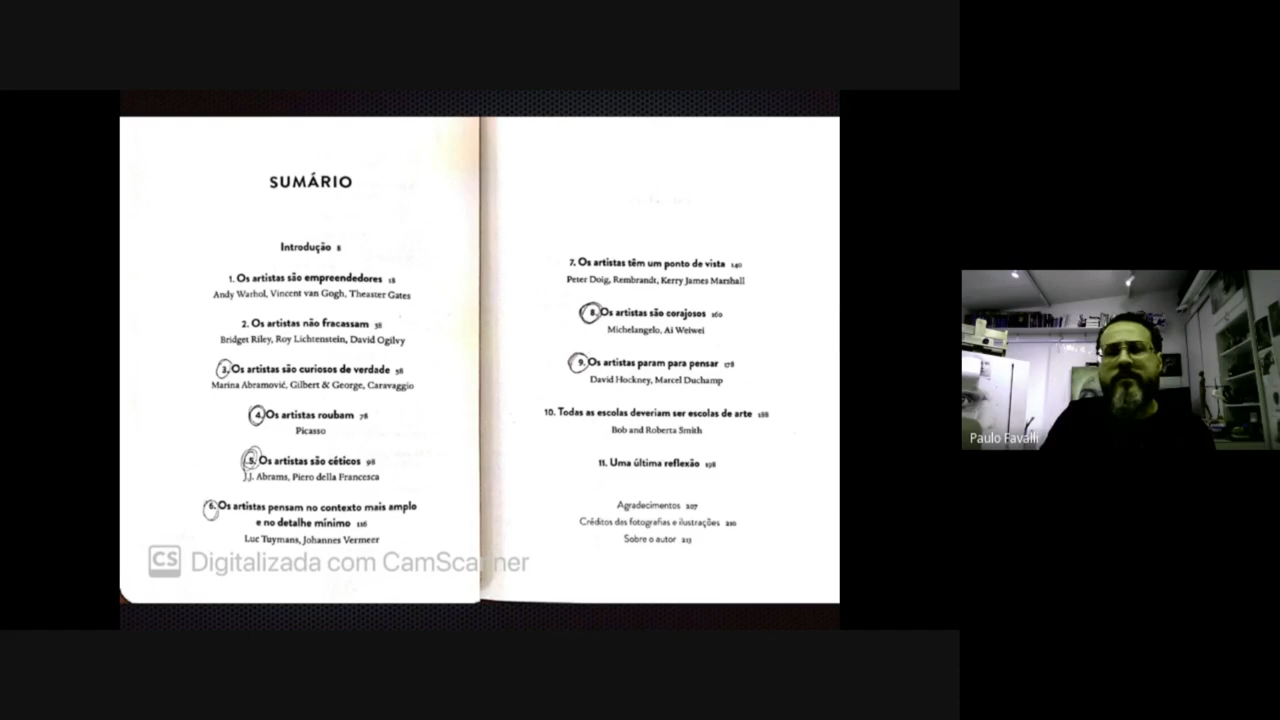 SUMÁRIO
Introdução 8
1. Os artistas são empreendedores 18
Andy Warhol, Vincent van Gogh, Theaster Gates
2. Os artistas não fracassam 38
Bridget Riley, Roy Lichtenstein, David Ogilvy
3. Os artistas são curiosos de verdade 58
Marina Abramović, Gilbert & George, Caravaggio
4. Os artistas roubam 78
Picasso
5. Os artistas são céticos 98
J.J. Abrams, Piero della Francesca
6. Os artistas pensam no contexto mais amplo
e no detalhe mínimo 116
Luc Tuymans, Johannes Vermeer
CS Digitalizada com CamScanner
7. Os artistas têm um ponto de vista 140
Peter Doig, Rembrandt, Kerry James Marshall
8. Os artistas são corajosos 160
Michelangelo, Ai Weiwei
9. Os artistas param para pensar 178
David Hockney, Marcel Duchamp
10. Todas as escolas deveriam ser escolas de arte 188
Bob and Roberta Smith
11. Uma última reflexão 198
Agradecimentos 207
Créditos das fotografias e ilustrações 210
Sobre o autor 213
Paulo Favalli